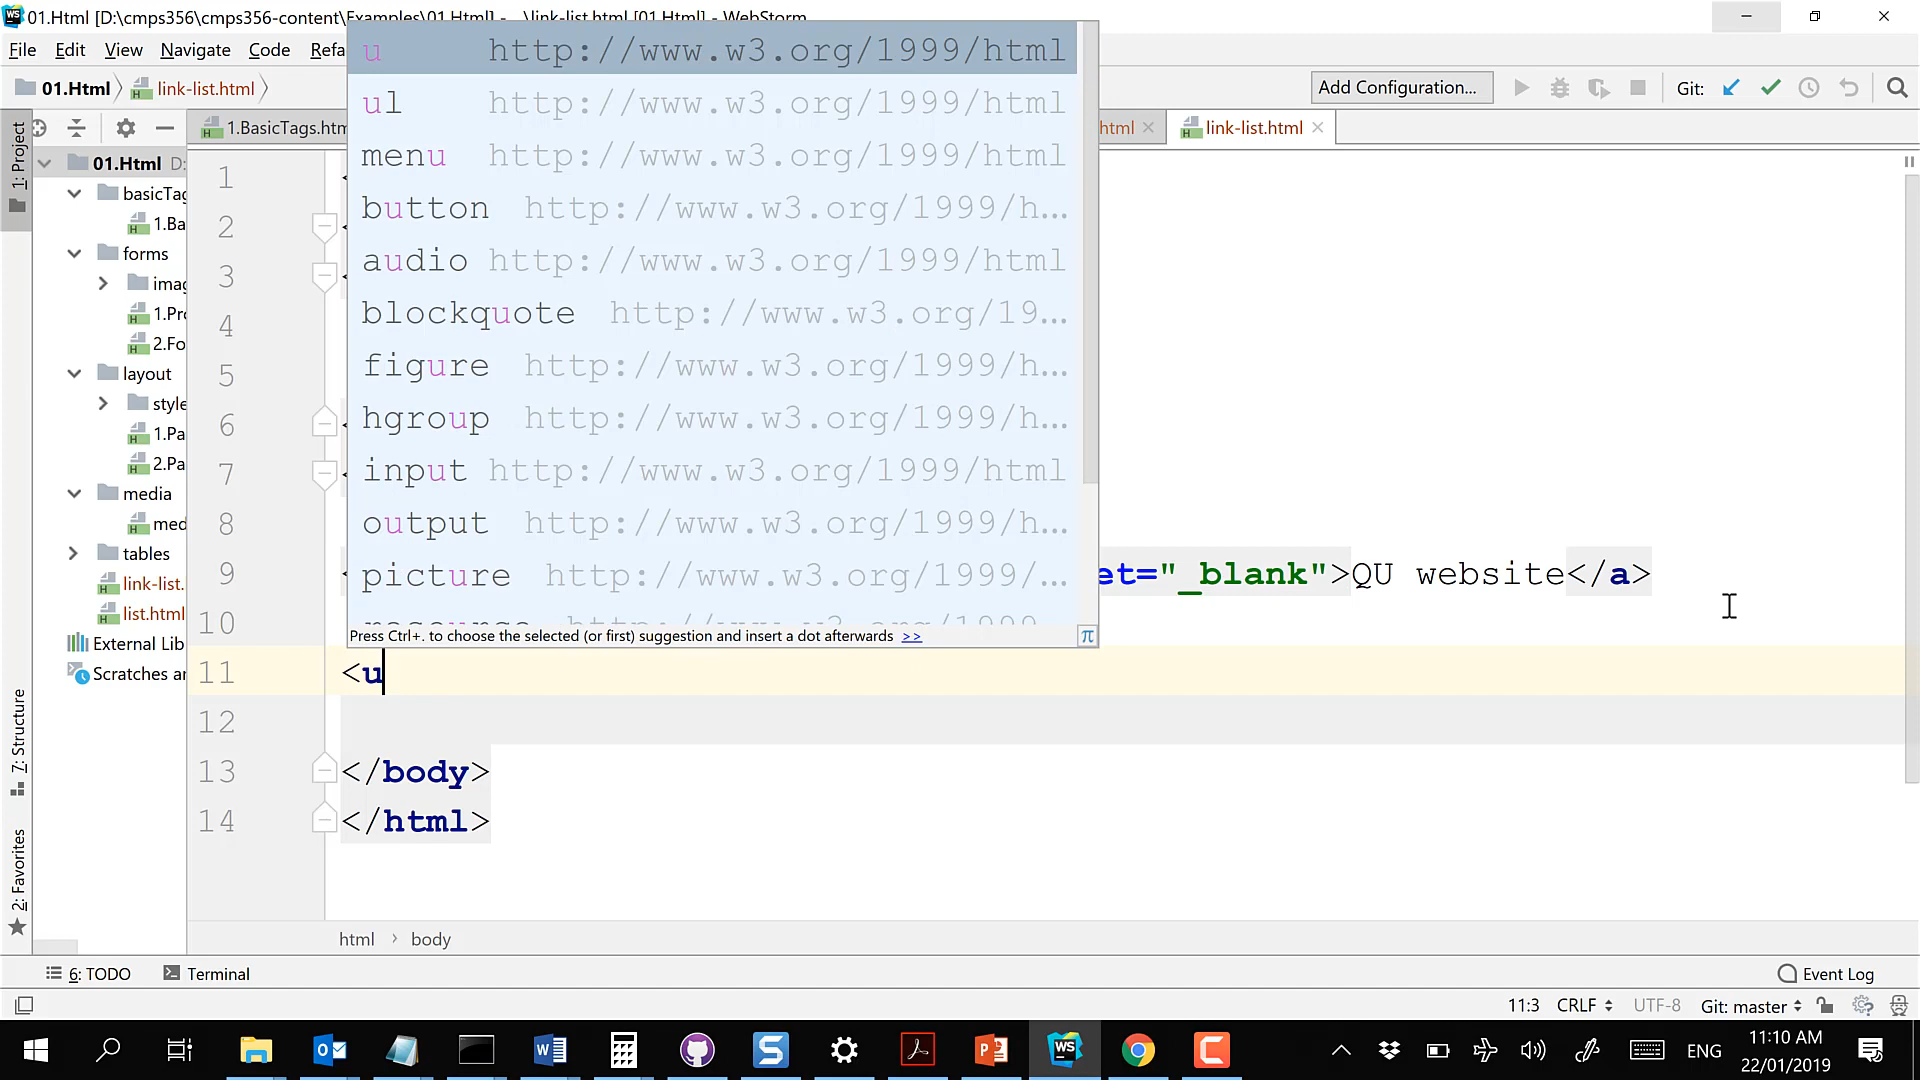 01.Html [D:\cmps356\cmps356-content\Examples\01.Html] - ...\link-list.html [01.Html] - WebStorm
File Edit View Navigate Code Refa
01.Html link-list.html
Add Configuration... Git:
1.BasicTags.htm html link-list.html
1: Project
7: Structure
2: Favorites
01.Html D:
basicTag
1.Ba
forms
imag
1.Pro
2.Fo
layout
style
1.Pa
2.Pa
media
med
tables
link-list.
list.html
External Lib
Scratches ar
u http://www.w3.org/1999/html
ul http://www.w3.org/1999/html
menu http://www.w3.org/1999/html
button http://www.w3.org/1999/h...
audio http://www.w3.org/1999/html
blockquote http://www.w3.org/19...
figure http://www.w3.org/1999/h...
hgroup http://www.w3.org/1999/h...
input http://www.w3.org/1999/html
output http://www.w3.org/1999/h...
picture http://www.w3.org/1999/...
Press Ctrl+. to choose the selected (or first) suggestion and insert a dot afterwards >> π
1
2
3
4
5
6
7
8
9 et="_blank">QU website</a>
10
11 <u
12
13 </body>
14 </html>
html › body
6: TODO Terminal Event Log
11:3 CRLF UTF-8 Git: master
ENG 11:10 AM
22/01/2019